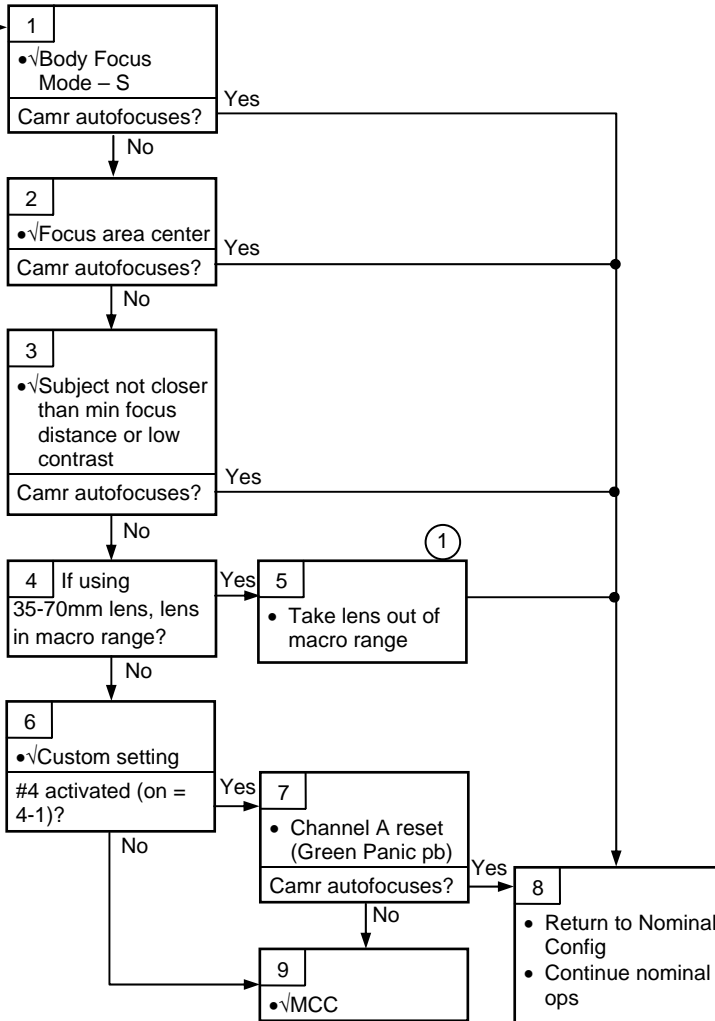 1
•√Body Focus
Mode – S
Camr autofocuses?
Yes
No
2
•√Focus area center
Camr autofocuses?
Yes
No
3
•√Subject not closer
than min focus
distance or low
contrast
Camr autofocuses?
Yes
No
4 If using
35-70mm lens, lens
in macro range?
Yes
No
1
5
• Take lens out of
macro range
6
•√Custom setting
#4 activated (on =
4-1)?
Yes
No
7
• Channel A reset
(Green Panic pb)
Camr autofocuses?
Yes
No
8
• Return to Nominal
Config
• Continue nominal
ops
9
•√MCC